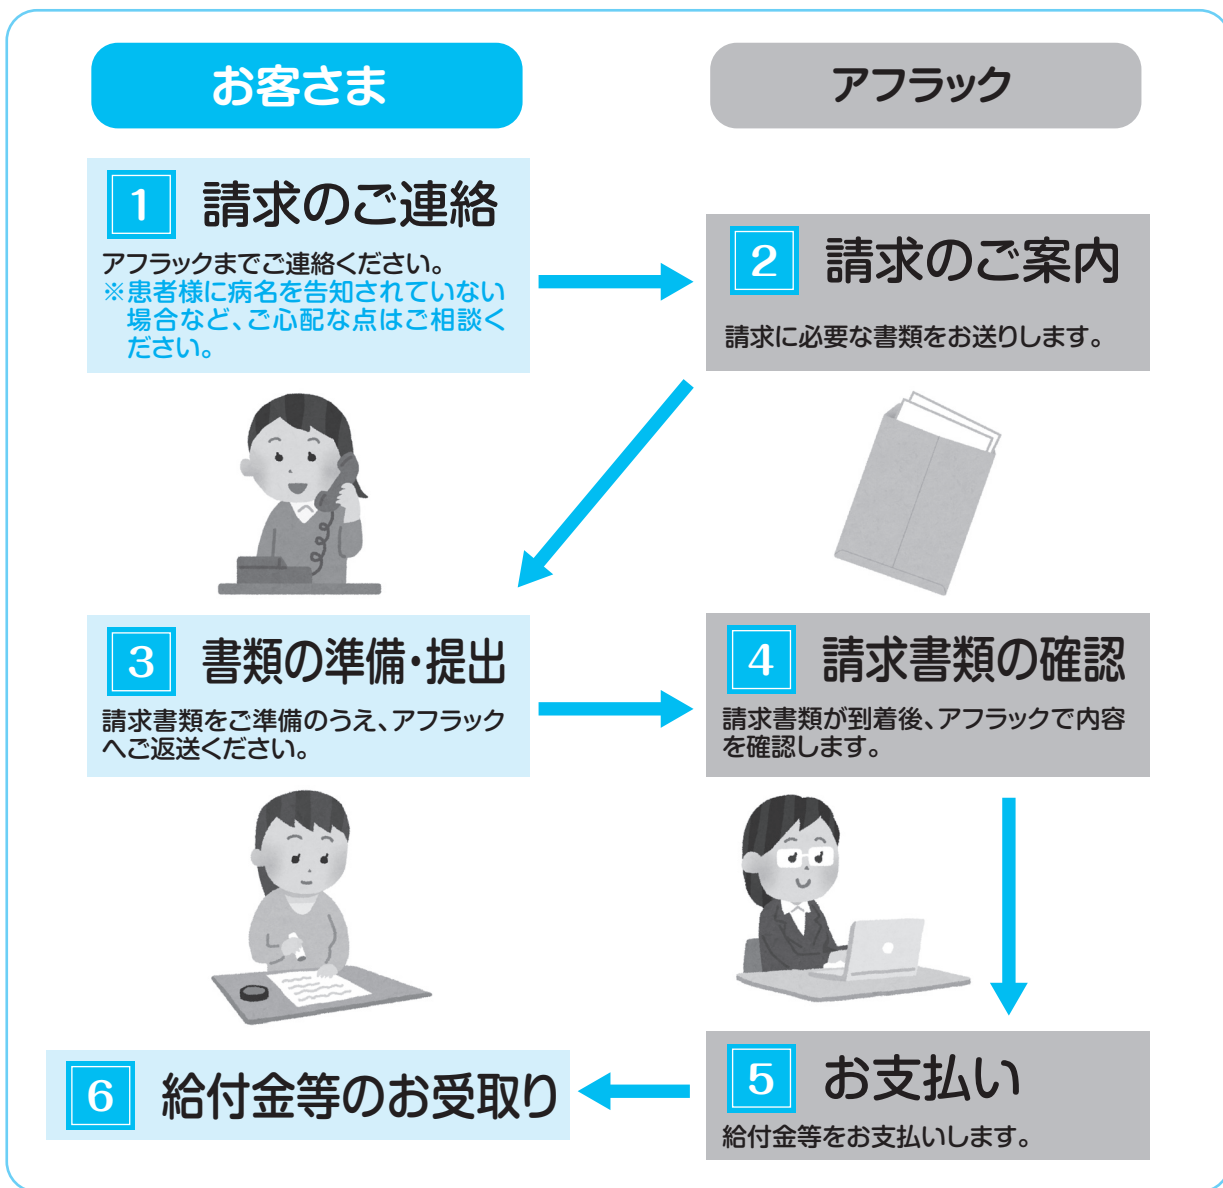 お客さま
アフラック
1 請求のご連絡
アフラックまでご連絡ください。
※患者様に病名を告知されていない
場合など、ご心配な点はご相談く
ださい。
2 請求のご案内
請求に必要な書類をお送りします。
3 書類の準備・提出
請求書類をご準備のうえ、アフラック
へご返送ください。
4 請求書類の確認
請求書類が到着後、アフラックで内容
を確認します。
5 お支払い
給付金等をお支払いします。
6 給付金等のお受取り